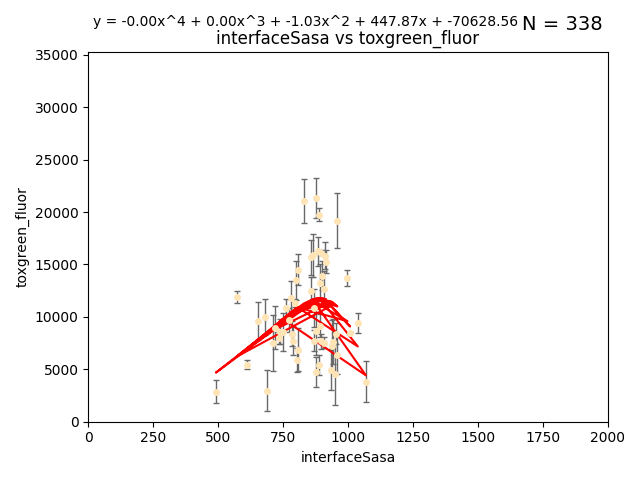 y = -0.00x^4 + 0.00x^3 + -1.03x^2 + 447.87x + -70628.56 N = 338
interfaceSasa vs toxgreen_fluor
35000
30000
25000
20000
15000
10000
5000
0
toxgreen_fluor
0 250 500 750 1000 1250 1500 1750 2000
interfaceSasa